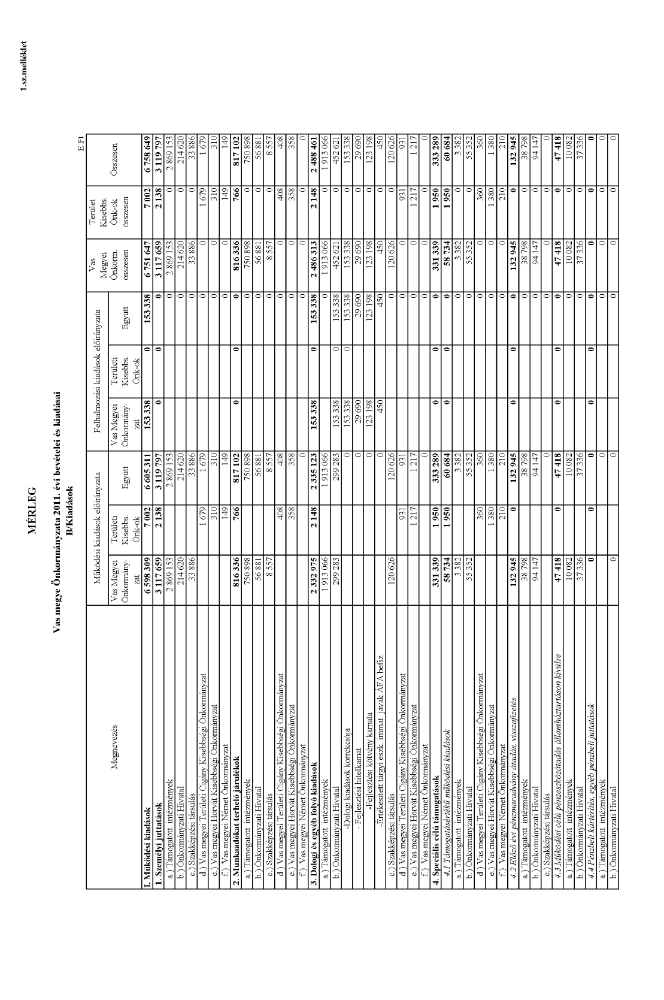 1.sz.melléklet
MÉRLEG
Vas megye Önkormányzata 2011. évi bevételei és kiadásai
B/Kiadások
E Ft
Megnevezés Működési kiadások előirányzata Felhalmozási kiadások előirányzata Vas Megyei Önkorm. összesen Terület Kisebbs. Önk-ok összesen Összesen
Vas Megyei Önkormány-zat Területi Kisebbs. Önk-ok Együtt Vas Megyei Önkormány-zat Területi Kisebbs. Önk-ok Együtt
I. Működési kiadások 6 598 309 7 002 6 605 311 153 338 0 153 338 6 751 647 7 002 6 758 649
1. Személyi juttatások 3 117 659 2 138 3 119 797 0 0 0 3 117 659 2 138 3 119 797
a.) Támogatott intézmények 2 869 153 2 869 153 0 2 869 153 0 2 869 153
b.) Önkormányzati Hivatal 214 620 214 620 0 214 620 0 214 620
c.) Szakképzési társulás 33 886 33 886 0 33 886 0 33 886
d.) Vas megyei Területi Cigány Kisebbségi Önkormányzat 1 679 1 679 0 0 1 679 1 679
e.) Vas megyei Horvát Kisebbségi Önkormányzat 310 310 0 0 310 310
f.) Vas megyei Német Önkormányzat 149 149 0 0 149 149
2. Munkaadókat terhelő járulékok 816 336 766 817 102 0 0 0 816 336 766 817 102
a.) Támogatott intézmények 750 898 750 898 0 750 898 0 750 898
b.) Önkormányzati Hivatal 56 881 56 881 0 56 881 0 56 881
c.) Szakképzési társulás 8 557 8 557 0 8 557 0 8 557
d.) Vas megyei Területi Cigány Kisebbségi Önkormányzat 408 408 0 0 408 408
e.) Vas megyei Horvát Kisebbségi Önkormányzat 358 358 0 0 358 358
f.) Vas megyei Német Önkormányzat 0 0 0 0 0
3. Dologi és egyéb folyó kiadások 2 332 975 2 148 2 335 123 153 338 0 153 338 2 486 313 2 148 2 488 461
a.) Támogatott intézmények 1 913 066 1 913 066 0 1 913 066 0 1 913 066
b.) Önkormányzati Hivatal 299 283 299 283 153 338 0 153 338 452 621 0 452 621
-Dologi kiadások korrekciója 0 153 338 0 153 338 153 338 0 153 338
- Fejlesztési hitelkamat 0 29 690 29 690 29 690 0 29 690
-Fejlesztési kötvény kamata 0 123 198 123 198 123 198 0 123 198
-Értékesített tárgyi eszk. immat. javak ÁFA befiz. 0 450 450 450 0 450
c.) Szakképzési társulás 120 626 120 626 0 120 626 0 120 626
d.) Vas megyei Területi Cigány Kisebbségi Önkormányzat 931 931 0 0 931 931
e.) Vas megyei Horvát Kisebbségi Önkormányzat 1 217 1 217 0 0 1 217 1 217
f.) Vas megyei Német Önkormányzat 0 0 0 0 0
4. Speciális célú támogatások 331 339 1 950 333 289 0 0 0 331 339 1 950 333 289
4.1 Támogatásértékű működési kiadások 58 734 1 950 60 684 0 0 0 58 734 1 950 60 684
a.) Támogatott intézmények 3 382 3 382 0 3 382 0 3 382
b.) Önkormányzati Hivatal 55 352 55 352 0 55 352 0 55 352
d.) Vas megyei Területi Cigány Kisebbségi Önkormányzat 360 360 0 0 360 360
e.) Vas megyei Horvát Kisebbségi Önkormányzat 1 380 1 380 0 0 1 380 1 380
f.) Vas megyei Német Önkormányzat 210 210 0 0 210 210
4.2 Előző évi pénzmaradvány átadás, visszafizetés 132 945 0 132 945 0 0 0 132 945 0 132 945
a.) Támogatott intézmények 38 798 38 798 0 38 798 0 38 798
b.) Önkormányzati Hivatal 94 147 94 147 0 94 147 0 94 147
c.) Szakképzési társulás 0 0 0 0 0
4.3 Működési célú pénzeszközátadás államháztartáson kívülre 47 418 0 47 418 0 0 0 47 418 0 47 418
a.) Támogatott intézmények 10 082 10 082 0 10 082 0 10 082
b.) Önkormányzati Hivatal 37 336 37 336 0 37 336 0 37 336
4.4 Pénzbeli kártérítés, egyéb pénzbeli juttatások 0 0 0 0 0 0 0 0 0
a.) Támogatott intézmények 0 0 0 0 0
b.) Önkormányzati Hivatal 0 0 0 0 0 0